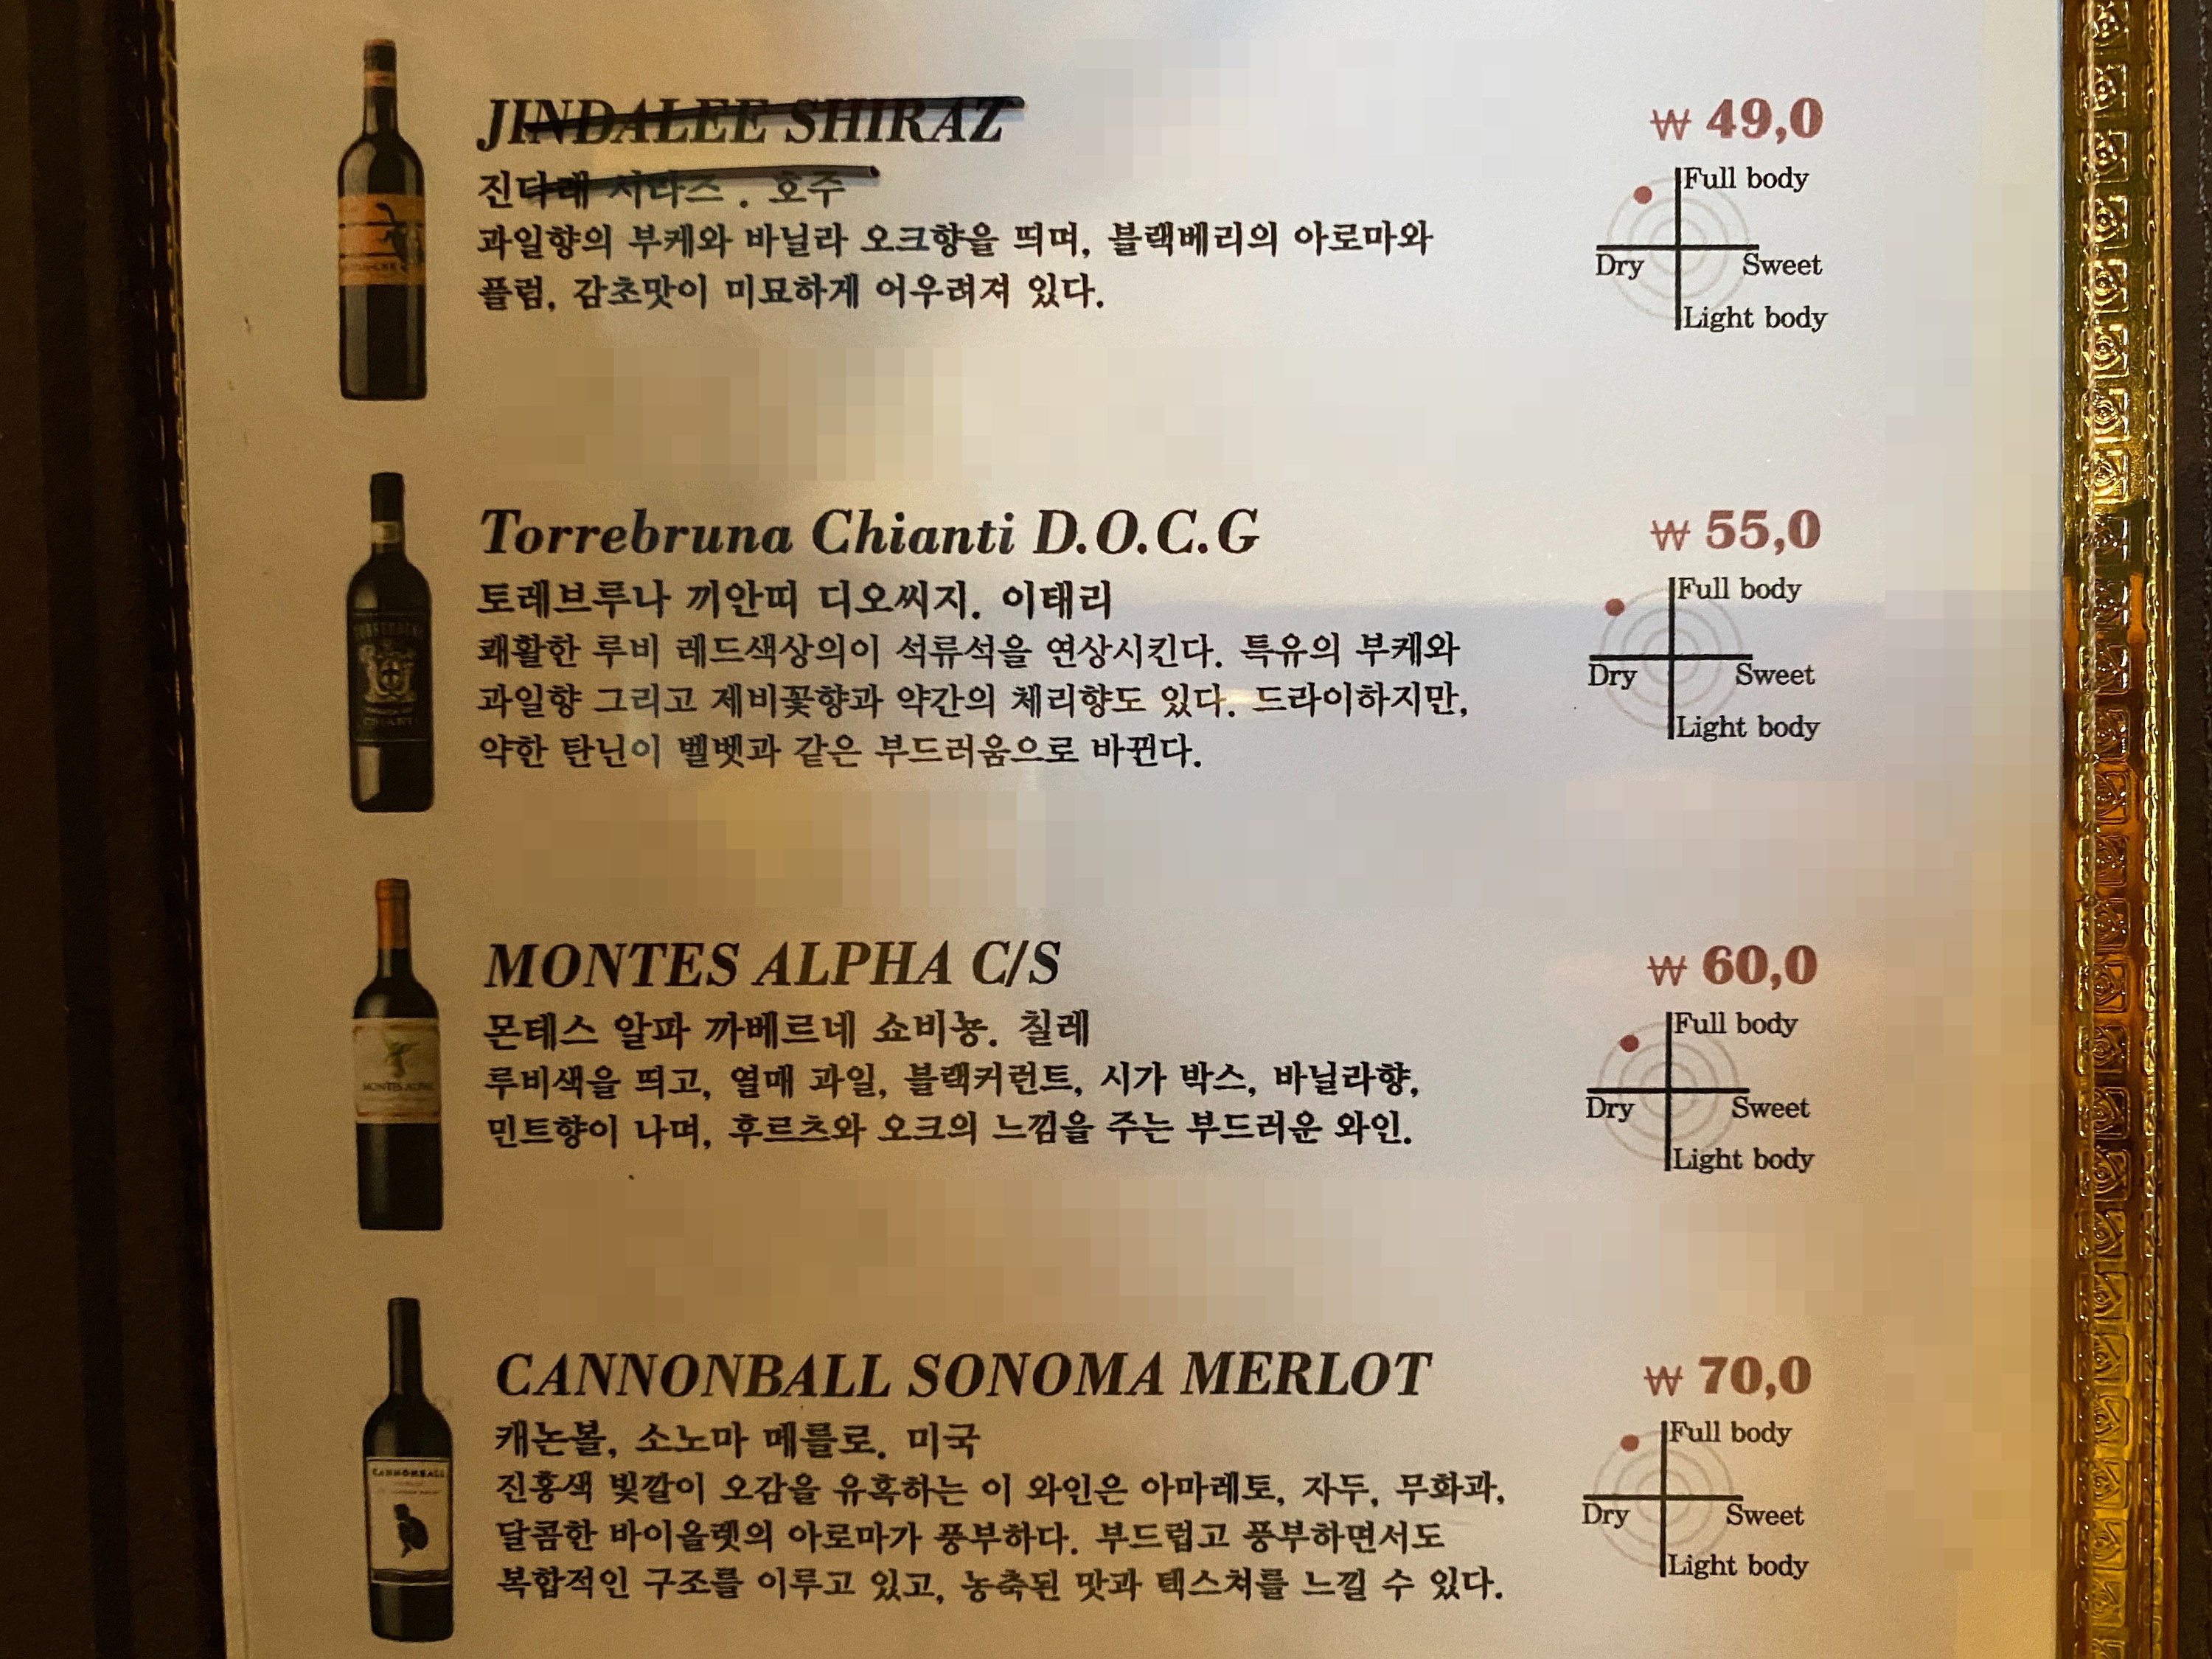 JINDALEE SHIRAZ
₩ 49,0
진다래 시라즈 . 호주
과일향의 부케와 바닐라 오크향을 띄며, 블랙베리의 아로마와
플럼, 감초맛이 미묘하게 어우려져 있다.
Full body
Dry Sweet
Light body
Torrebruna Chianti D.O.C.G
₩ 55,0
토레브루나 끼안띠 디오씨지. 이태리
쾌활한 루비 레드색상의이 석류석을 연상시킨다. 특유의 부케와
과일향 그리고 제비꽃향과 약간의 체리향도 있다. 드라이하지만,
약한 탄닌이 벨벳과 같은 부드러움으로 바뀐다.
Full body
Dry Sweet
Light body
CHIANTI
MONTES ALPHA C/S
₩ 60,0
몬테스 알파 까베르네 쇼비뇽. 칠레
루비색을 띄고, 열매 과일, 블랙커런트, 시가 박스, 바닐라향,
민트향이 나며, 후르츠와 오크의 느낌을 주는 부드러운 와인.
Full body
Dry Sweet
Light body
MONTES ALPHA
CANNONBALL SONOMA MERLOT
₩ 70,0
캐논볼, 소노마 메를로. 미국
진홍색 빛깔이 오감을 유혹하는 이 와인은 아마레토, 자두, 무화과,
달콤한 바이올렛의 아로마가 풍부하다. 부드럽고 풍부하면서도
복합적인 구조를 이루고 있고, 농축된 맛과 텍스쳐를 느낄 수 있다.
Full body
Dry Sweet
Light body
CANNONBALL